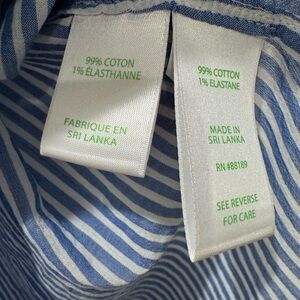 99% COTON
1% ÉLASTHANNE
FABRIQUE EN
SRI LANKA
99% COTTON
1% ELASTANE
MADE IN
SRI LANKA
RN #88189
SEE REVERSE
FOR CARE